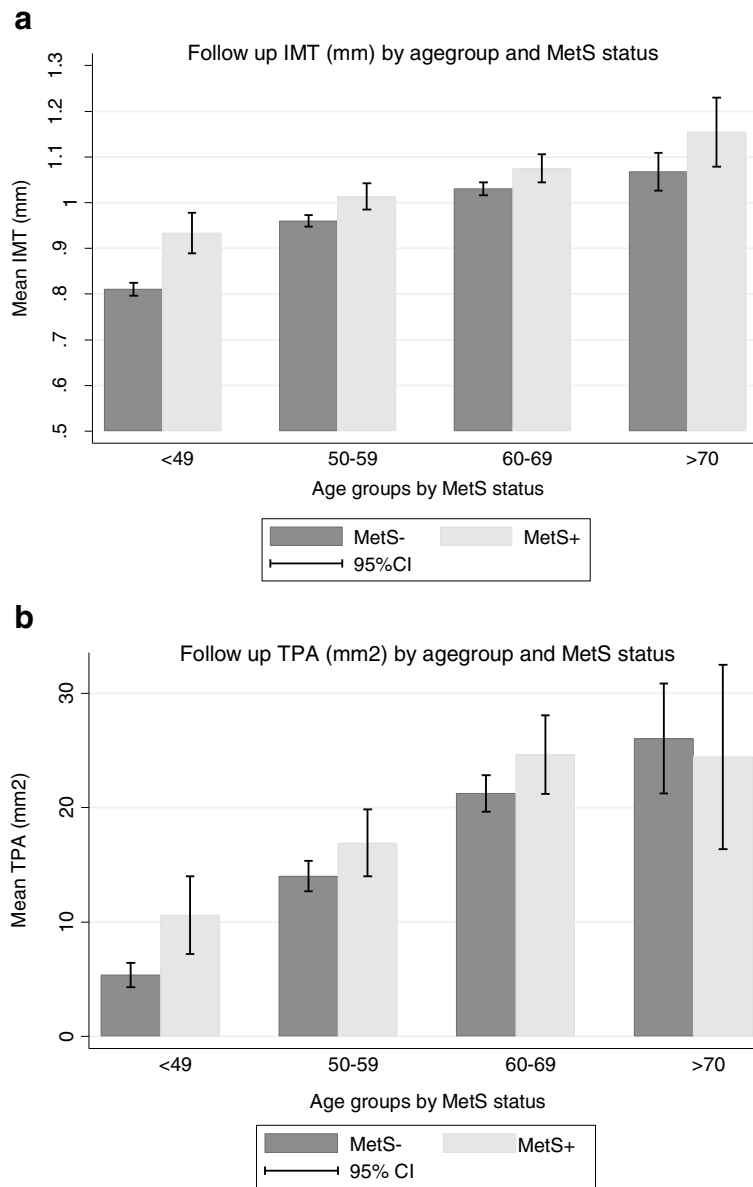 a
Follow up IMT (mm) by agegroup and MetS status
Mean IMT (mm)
1.3
1.2
1.1
1
.9
.8
.7
.6
.5
<49 50-59 60-69 >70
Age groups by MetS status
MetS- MetS+
95%CI
b
Follow up TPA (mm2) by agegroup and MetS status
Mean TPA (mm2)
30
20
10
0
<49 50-59 60-69 >70
Age groups by MetS status
MetS- MetS+
95% CI